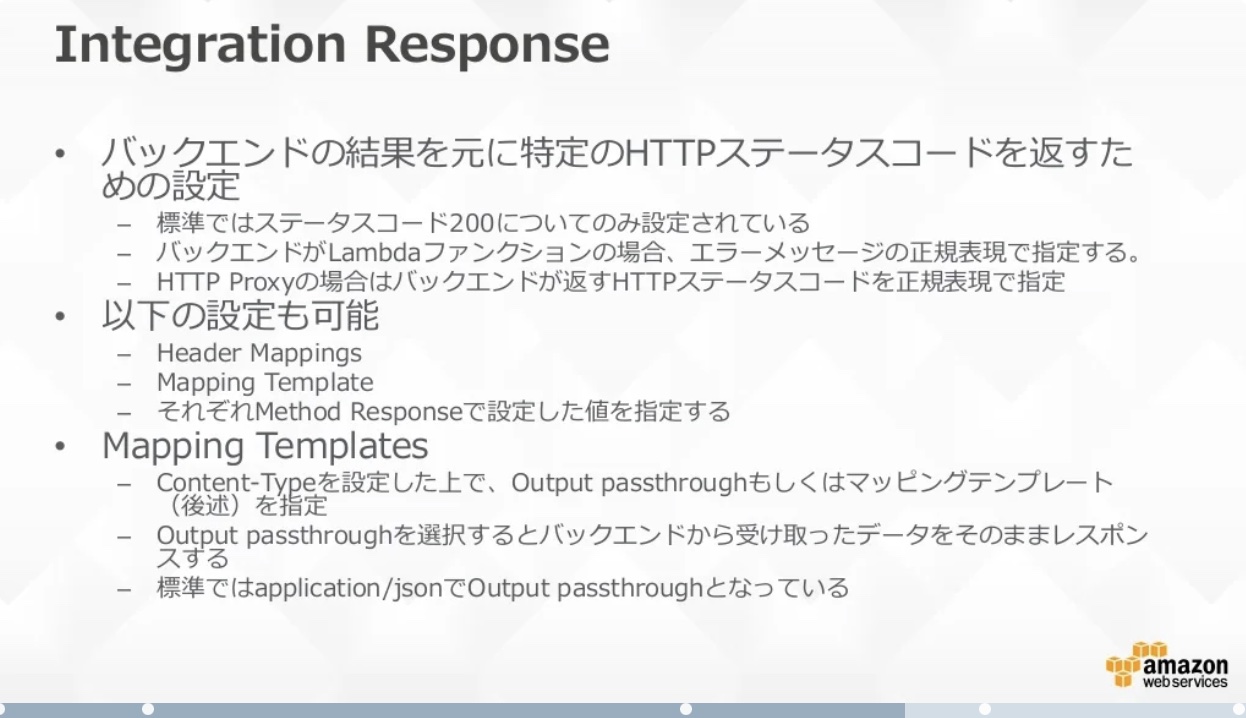 Integration Response
• バックエンドの結果を元に特定のHTTPステータスコードを返すた
めの設定
– 標準ではステータスコード200についてのみ設定されている
– バックエンドがLambdaファンクションの場合、エラーメッセージの正規表現で指定する。
– HTTP Proxyの場合はバックエンドが返すHTTPステータスコードを正規表現で指定
• 以下の設定も可能
– Header Mappings
– Mapping Template
– それぞれMethod Responseで設定した値を指定する
• Mapping Templates
– Content-Typeを設定した上で、Output passthroughもしくはマッピングテンプレート
（後述）を指定
– Output passthroughを選択するとバックエンドから受け取ったデータをそのままレスポン
スする
– 標準ではapplication/jsonでOutput passthroughとなっている
amazon
webservices